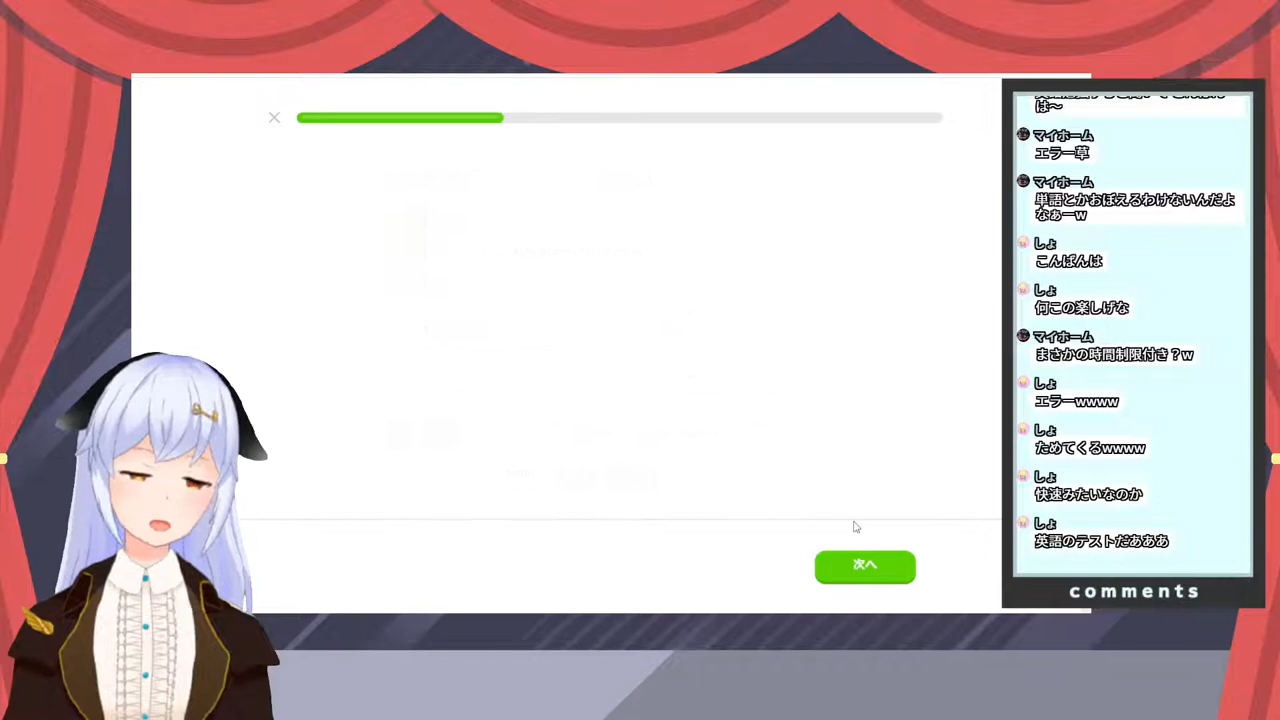 次へ
は～
マイホーム
エラー草
マイホーム
単語とかおぼえるわけないんだよ
なぁーw
しょ
こんばんは
しょ
何この楽しげな
マイホーム
まさかの時間制限付き？w
しょ
エラーwwww
しょ
ためてくるwwww
しょ
快速みたいなのか
しょ
英語のテストだあああ
comments